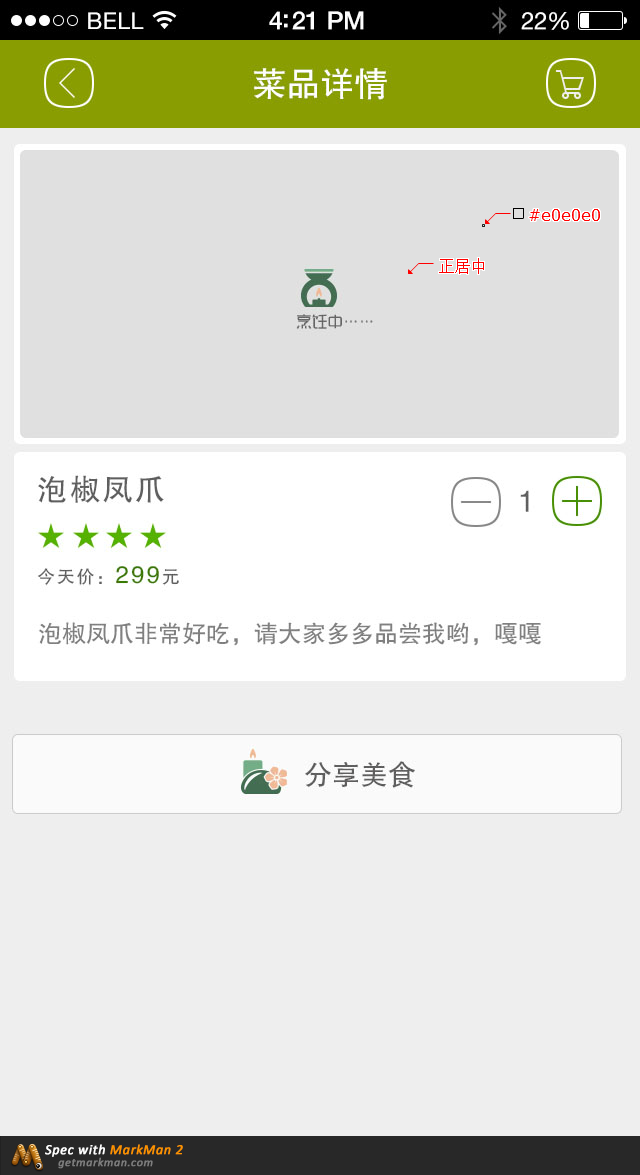 BELL 4:21 PM 22%
菜品详情
#e0e0e0
正居中
烹饪中……
泡椒凤爪
1
★★★★
今天价：299元
泡椒凤爪非常好吃，请大家多多品尝我哟，嘎嘎
分享美食
Spec with MarkMan 2
getmarkman.com